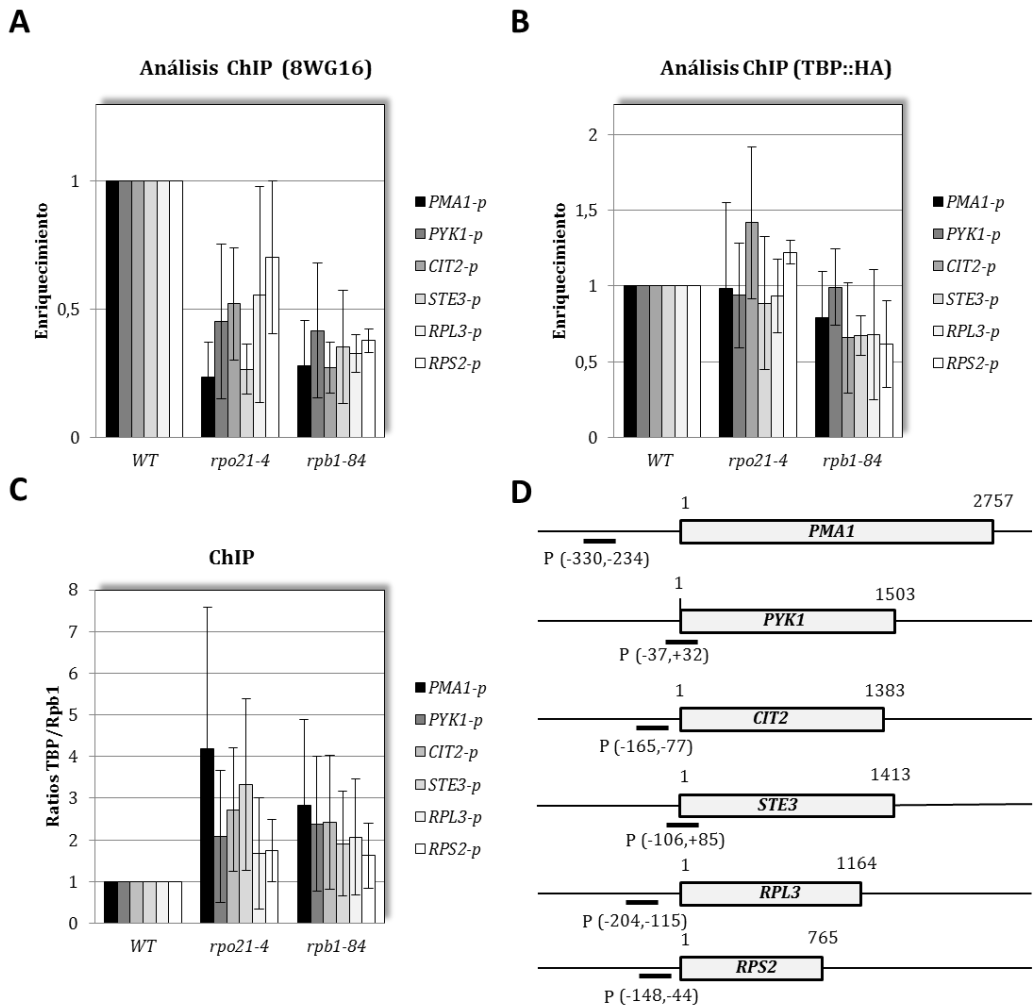 A
Análisis ChIP (8WG16)
Enriquecimiento
1
0,5
0
WT
rpo21-4
rpb1-84
PMA1-p
PYK1-p
CIT2-p
STE3-p
RPL3-p
RPS2-p
B
Análisis ChIP (TBP::HA)
Enriquecimiento
2
1,5
1
0,5
0
WT
rpo21-4
rpb1-84
PMA1-p
PYK1-p
CIT2-p
STE3-p
RPL3-p
RPS2-p
C
ChIP
Ratios TBP/Rpb1
8
7
6
5
4
3
2
1
0
WT
rpo21-4
rpb1-84
PMA1-p
PYK1-p
CIT2-p
STE3-p
RPL3-p
RPS2-p
D
1 2757
PMA1
P (-330,-234)
1 1503
PYK1
P (-37,+32)
1 1383
CIT2
P (-165,-77)
1 1413
STE3
P (-106,+85)
1 1164
RPL3
P (-204,-115)
1 765
RPS2
P (-148,-44)